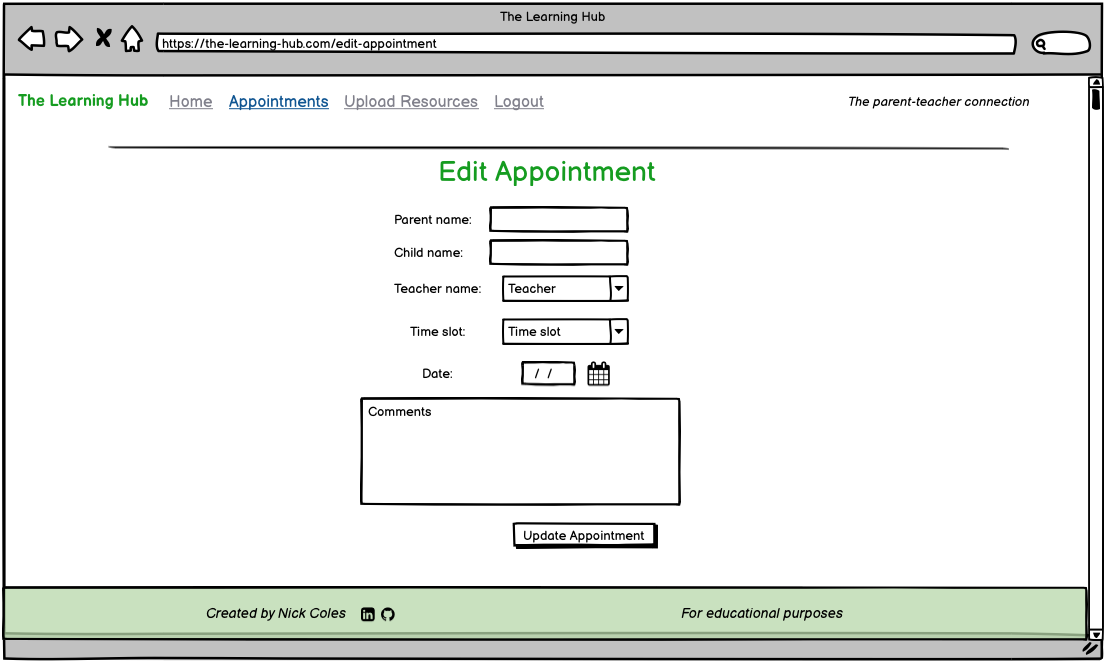 The Learning Hub
https://the-learning-hub.com/edit-appointment
The Learning Hub Home Appointments Upload Resources Logout The parent-teacher connection
Edit Appointment
Parent name:
Child name:
Teacher name: Teacher
Time slot: Time slot
Date: / /
Comments
Update Appointment
Created by Nick Coles in For educational purposes